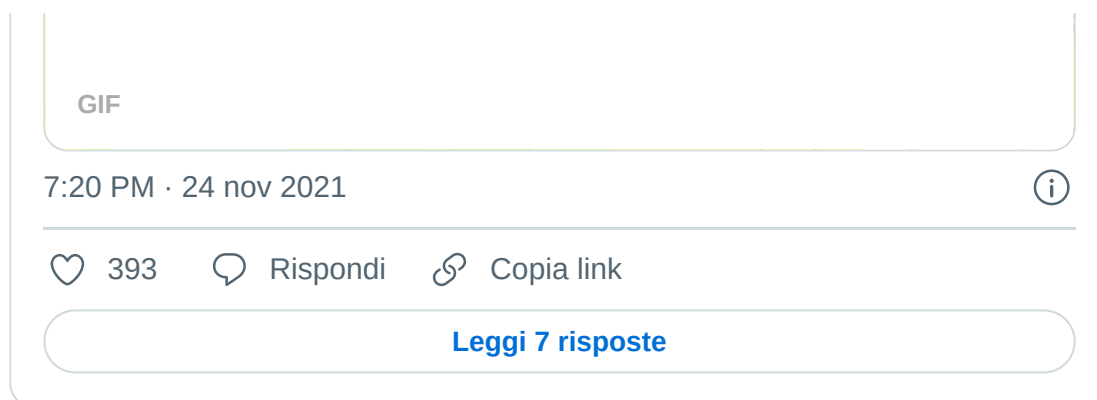 GIF
7:20 PM · 24 nov 2021
393 Rispondi Copia link
Leggi 7 risposte